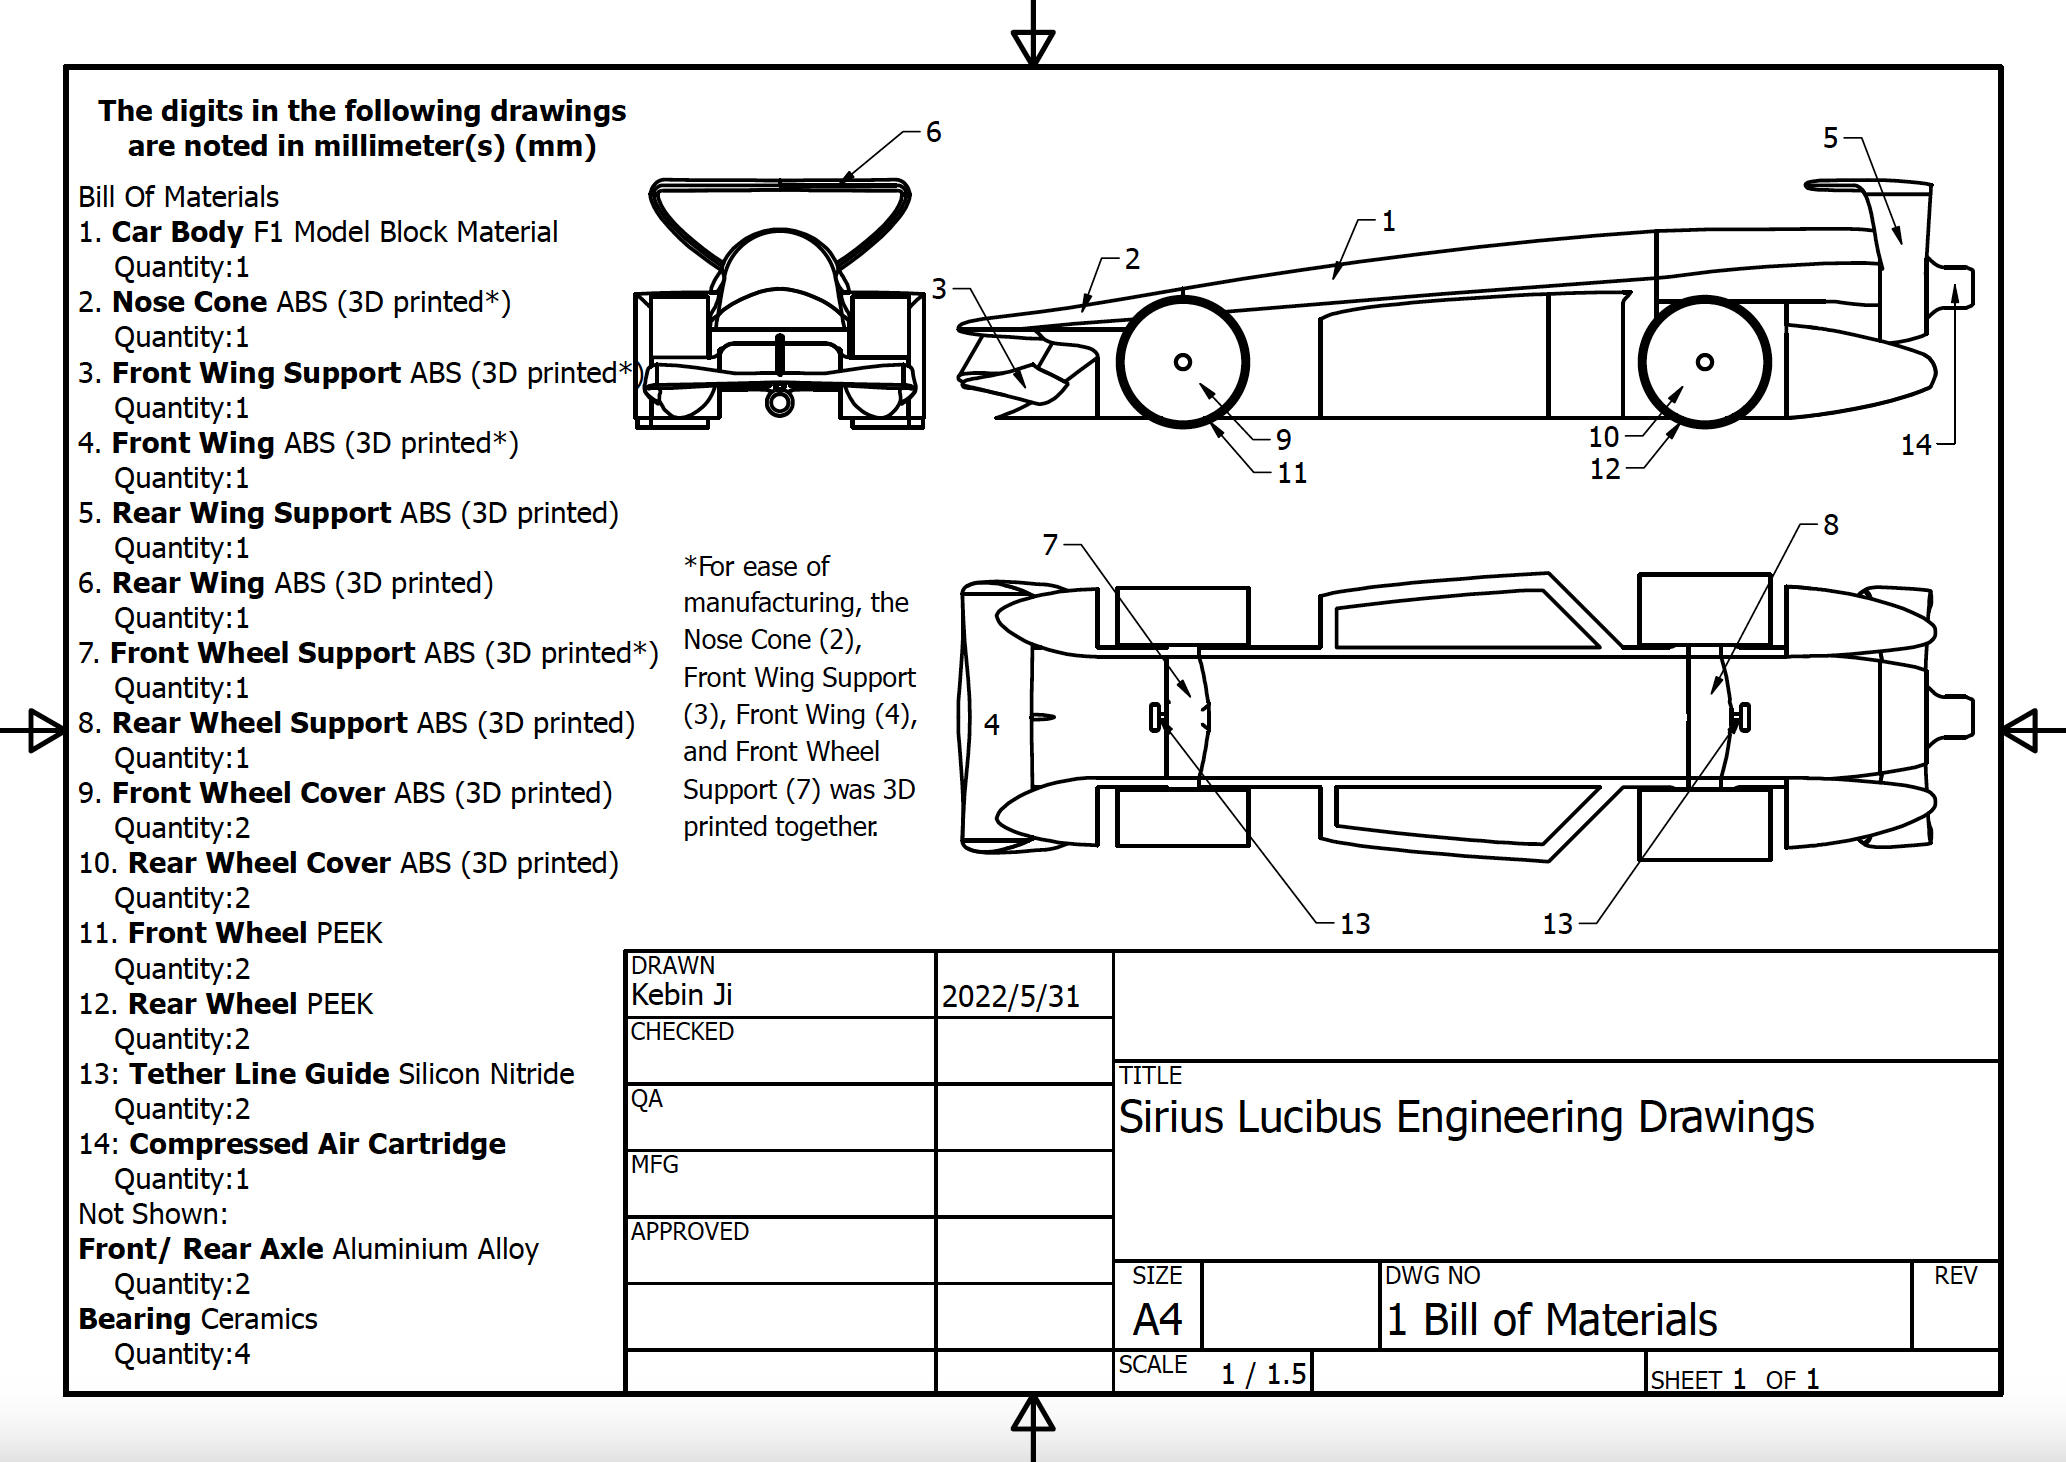 The digits in the following drawings
are noted in millimeter(s) (mm)
Bill Of Materials
1. Car Body F1 Model Block Material
Quantity:1
2. Nose Cone ABS (3D printed*)
Quantity:1
3. Front Wing Support ABS (3D printed*)
Quantity:1
4. Front Wing ABS (3D printed*)
Quantity:1
5. Rear Wing Support ABS (3D printed)
Quantity:1
6. Rear Wing ABS (3D printed)
Quantity:1
7. Front Wheel Support ABS (3D printed*)
Quantity:1
8. Rear Wheel Support ABS (3D printed)
Quantity:1
9. Front Wheel Cover ABS (3D printed)
Quantity:2
10. Rear Wheel Cover ABS (3D printed)
Quantity:2
11. Front Wheel PEEK
Quantity:2
12. Rear Wheel PEEK
Quantity:2
13: Tether Line Guide Silicon Nitride
Quantity:2
14: Compressed Air Cartridge
Quantity:1
Not Shown:
Front/ Rear Axle Aluminium Alloy
Quantity:2
Bearing Ceramics
Quantity:4
6
5
1
2
3
9
11
10
12
14
*For ease of
manufacturing, the
Nose Cone (2),
Front Wing Support
(3), Front Wing (4),
and Front Wheel
Support (7) was 3D
printed together.
7
8
4
13
13
DRAWN
Kebin Ji
2022/5/31
CHECKED
QA
MFG
APPROVED
TITLE
Sirius Lucibus Engineering Drawings
SIZE
A4
DWG NO
1 Bill of Materials
REV
SCALE 1 / 1.5
SHEET 1 OF 1